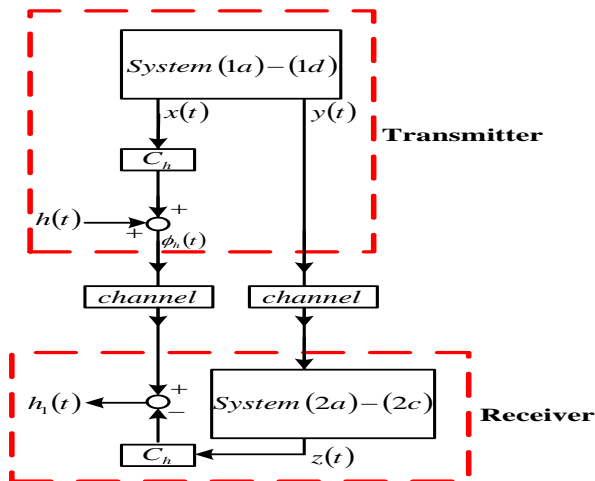 System (1a)–(1d)
x(t)
y(t)
Transmitter
C_h
+
h(t)
+
ϕ_h(t)
channel
channel
+
h_1(t)
−
System (2a)–(2c)
Receiver
C_h
z(t)